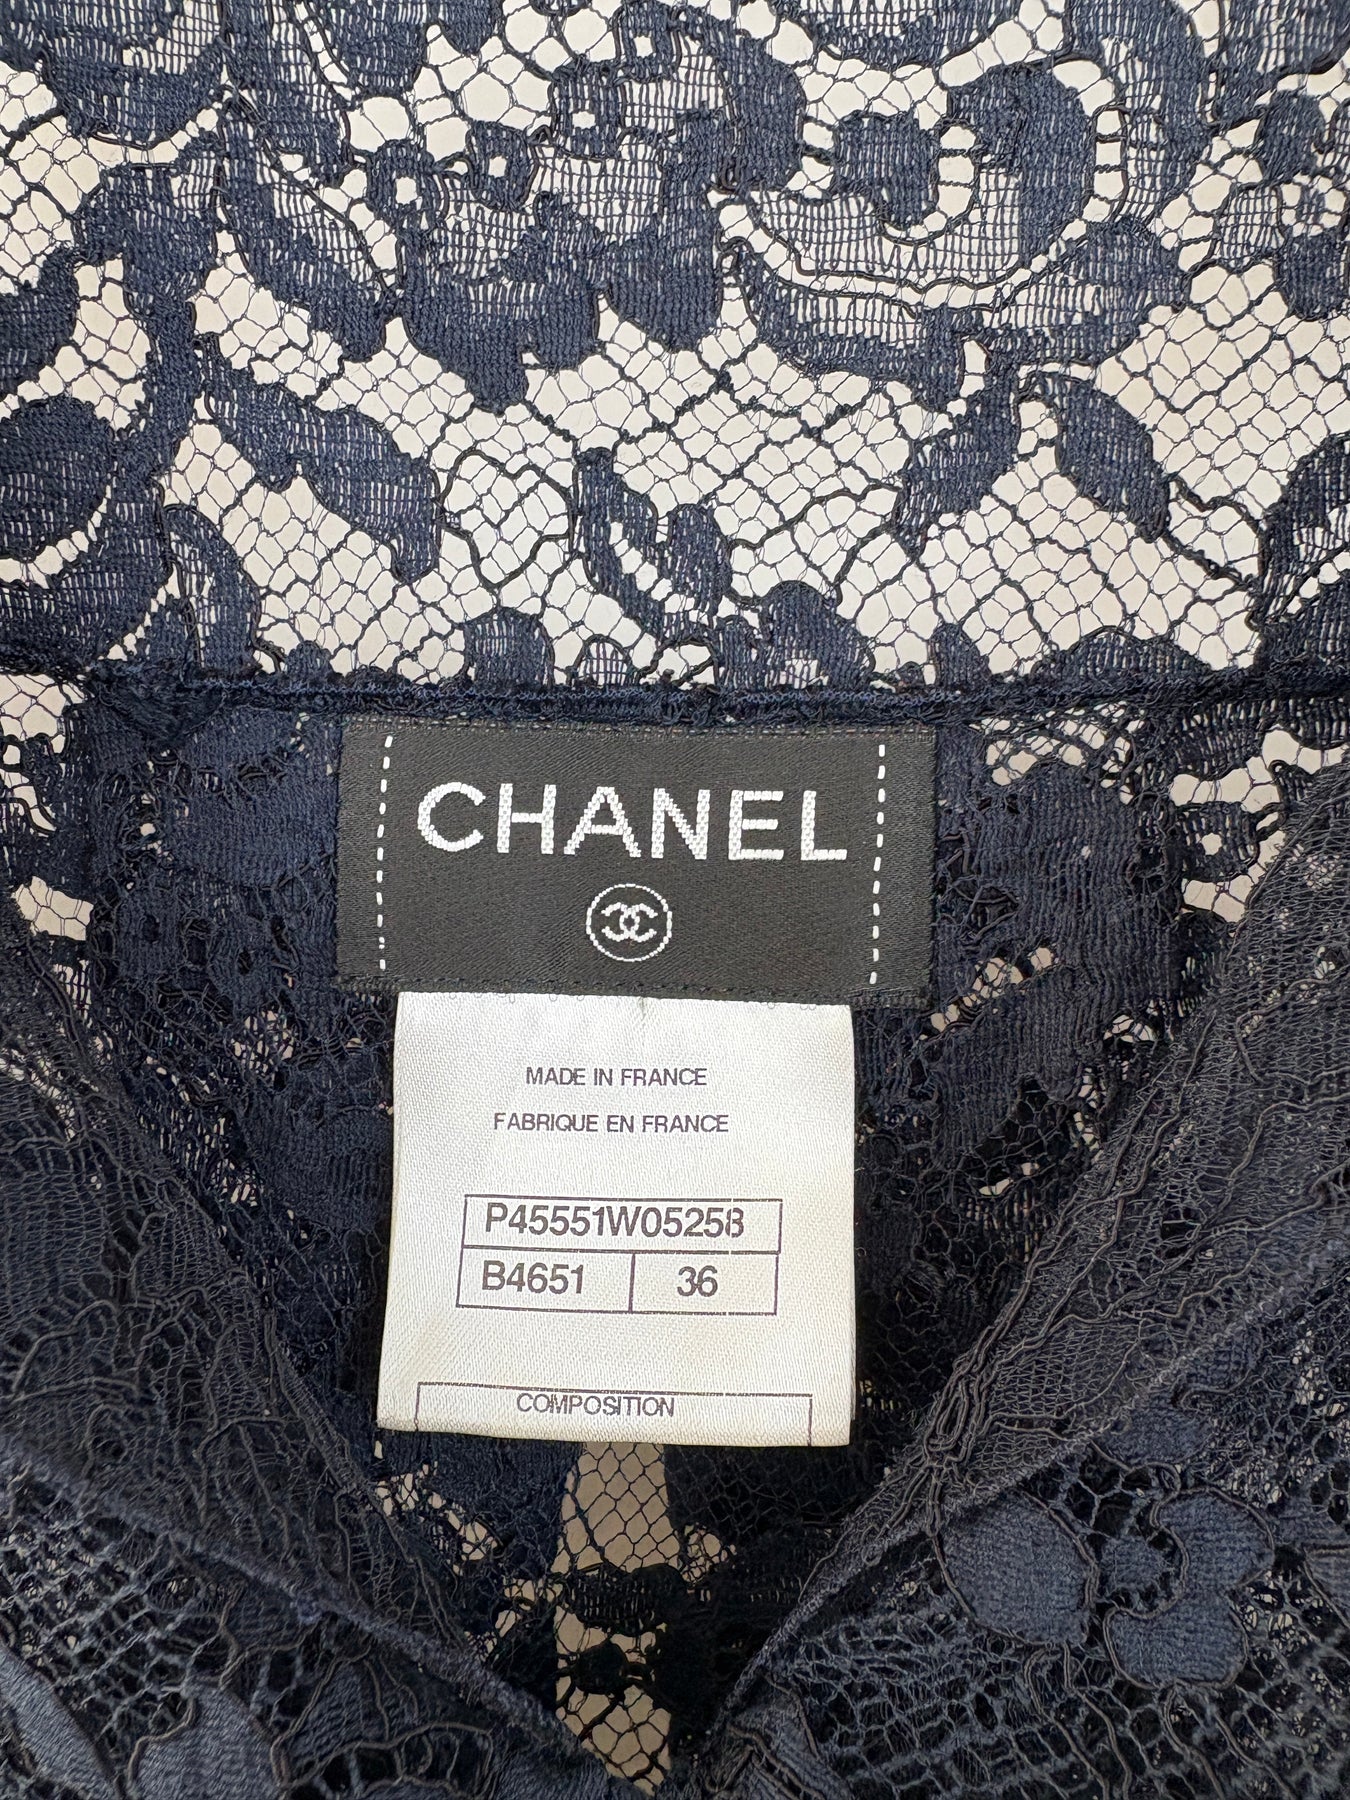 CHANEL
MADE IN FRANCE
FABRIQUE EN FRANCE
P45551W05258
B4651 36
COMPOSITION